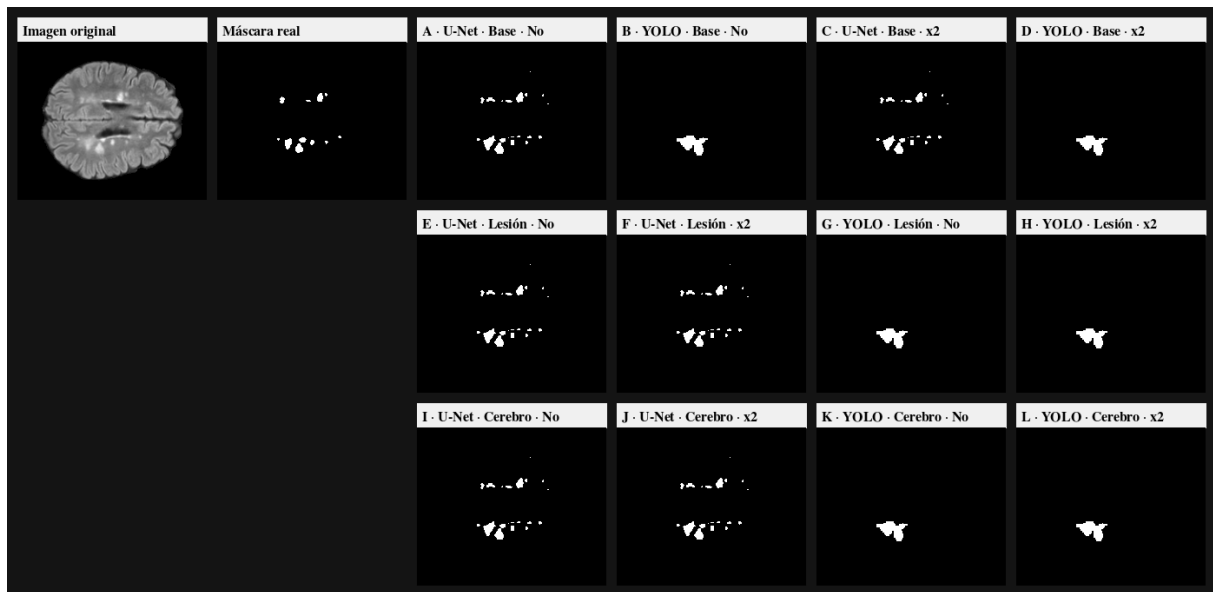 Imagen original
Máscara real
A · U-Net · Base · No
B · YOLO · Base · No
C · U-Net · Base · x2
D · YOLO · Base · x2
E · U-Net · Lesión · No
F · U-Net · Lesión · x2
G · YOLO · Lesión · No
H · YOLO · Lesión · x2
I · U-Net · Cerebro · No
J · U-Net · Cerebro · x2
K · YOLO · Cerebro · No
L · YOLO · Cerebro · x2